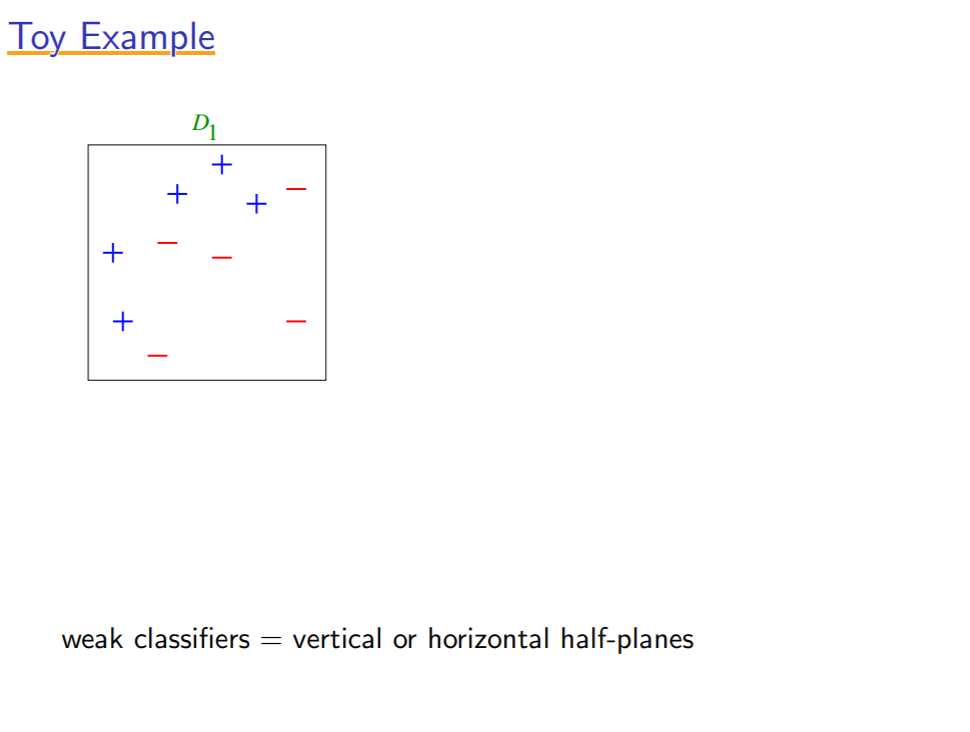 Toy Example
D1
weak classifiers = vertical or horizontal half-planes